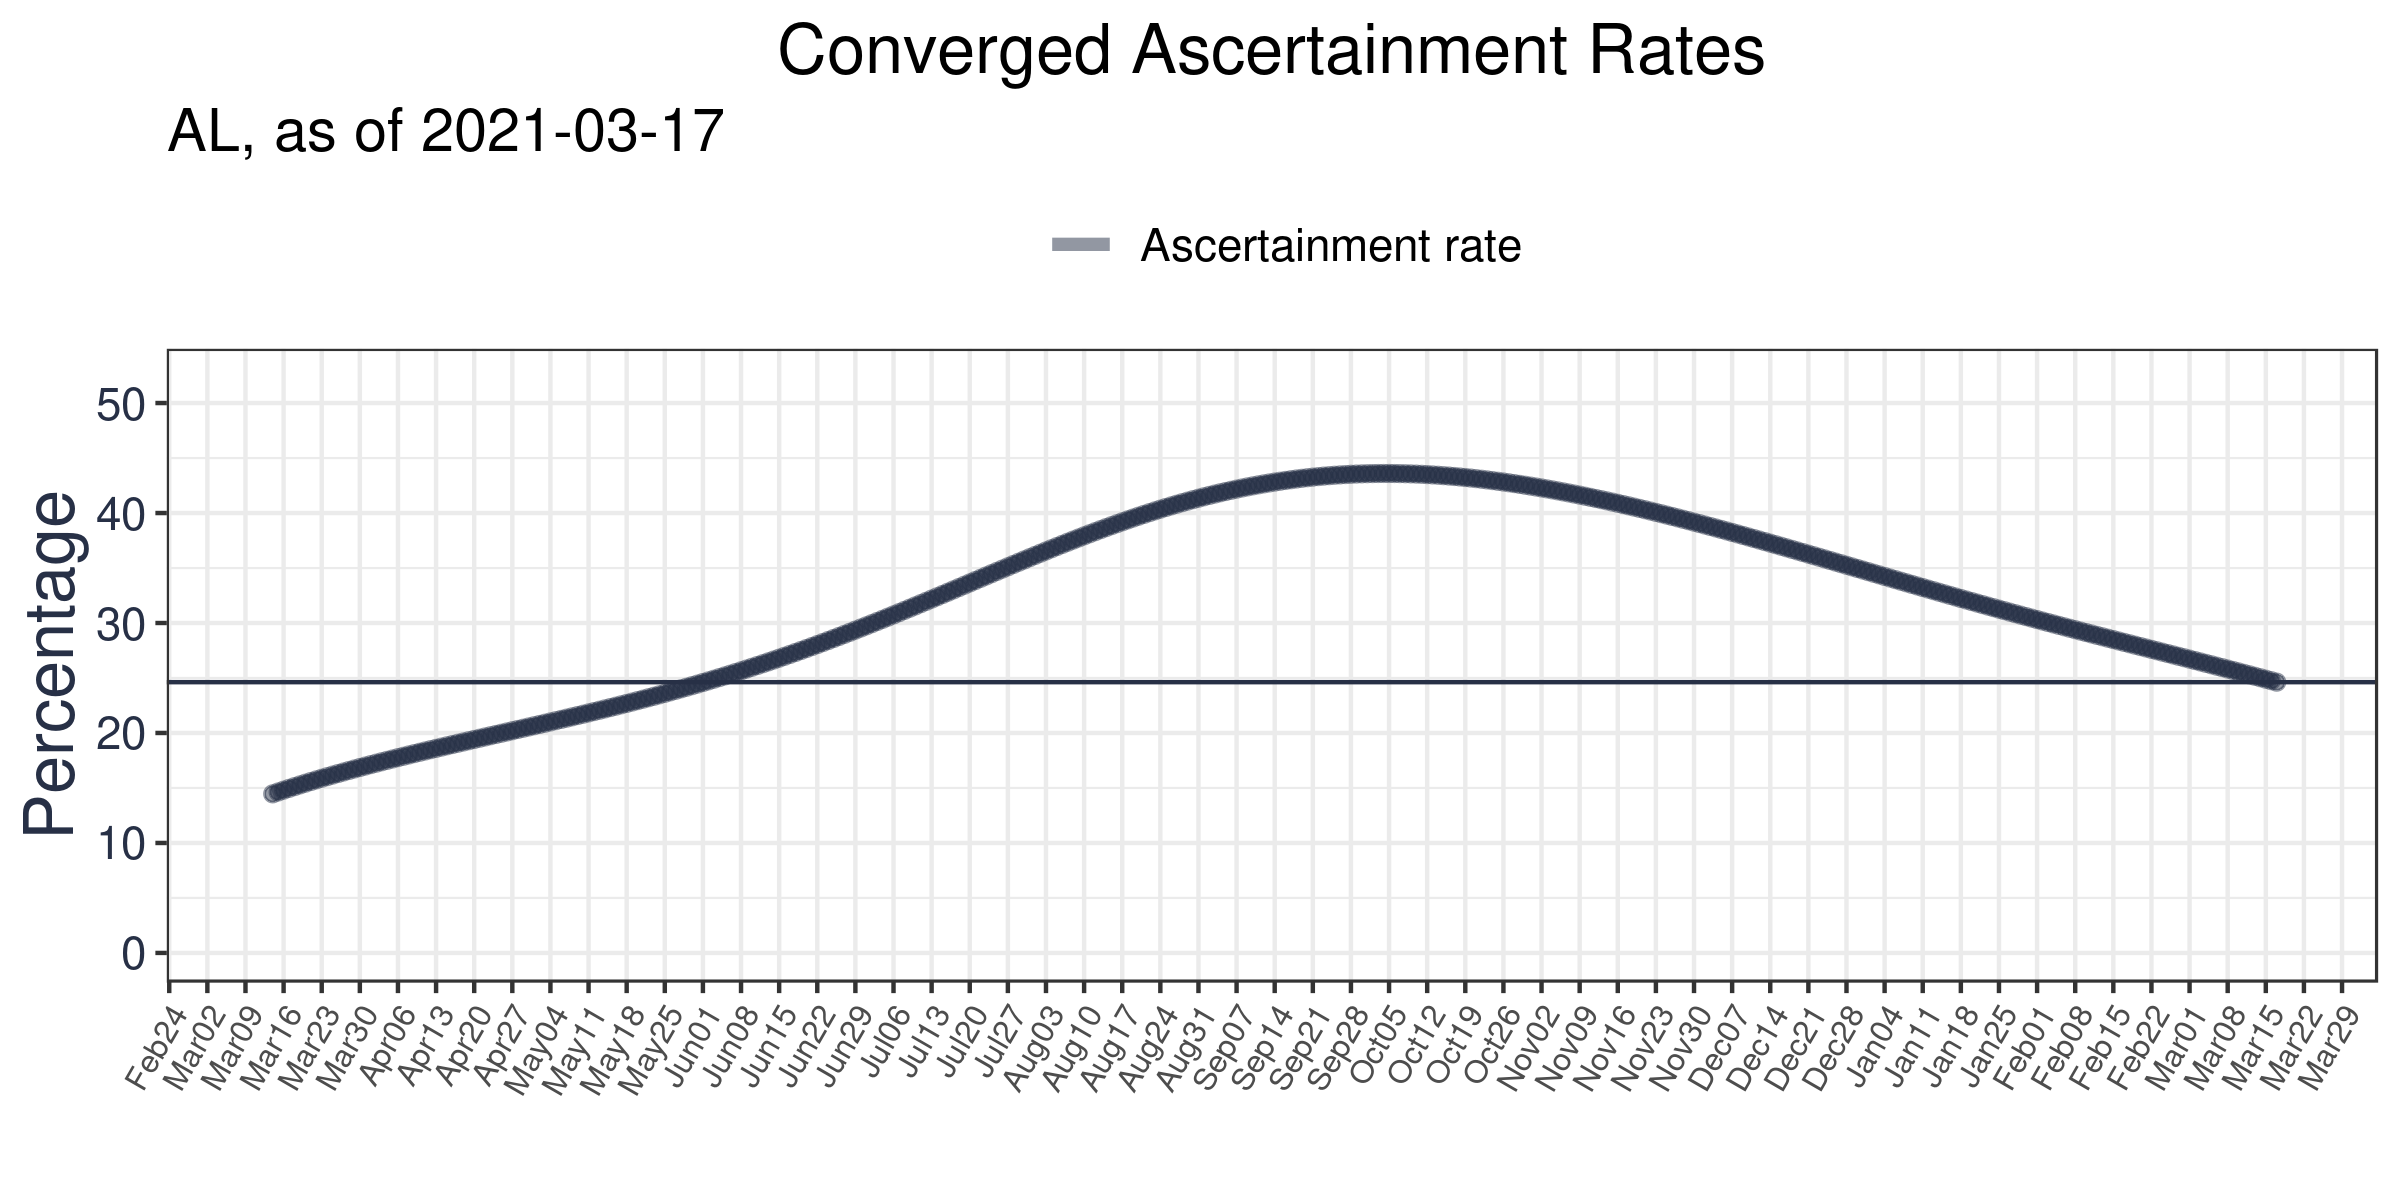 Converged Ascertainment Rates
AL, as of 2021-03-17
Ascertainment rate
Percentage
50
40
30
20
10
0
Feb24
Mar02
Mar09
Mar16
Mar23
Mar30
Apr06
Apr13
Apr20
Apr27
May04
May11
May18
May25
Jun01
Jun08
Jun15
Jun22
Jun29
Jul06
Jul13
Jul20
Jul27
Aug03
Aug10
Aug17
Aug24
Aug31
Sep07
Sep14
Sep21
Sep28
Oct05
Oct12
Oct19
Oct26
Nov02
Nov09
Nov16
Nov23
Nov30
Dec07
Dec14
Dec21
Dec28
Jan04
Jan11
Jan18
Jan25
Feb01
Feb08
Feb15
Feb22
Mar01
Mar08
Mar15
Mar22
Mar29